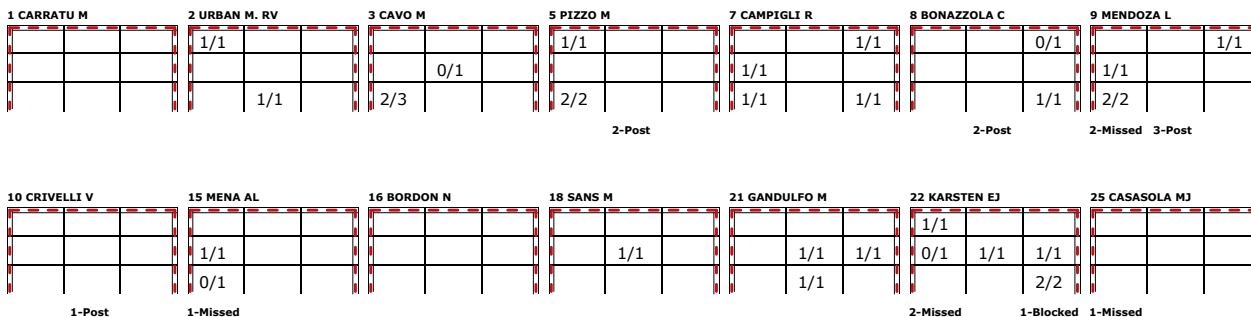 1 CARRATU M 2 URBAN M. RV 3 CAVO M 5 PIZZO M 7 CAMPIGLI R 8 BONAZZOLA C 9 MENDOZA L
1/1 1/1 1/1 0/1 1/1
0/1 1/1 1/1
1/1 2/3 2/2 1/1 1/1 1/1 2/2
2-Post 2-Post 2-Missed 3-Post
10 CRIVELLI V 15 MENA AL 16 BORDON N 18 SANS M 21 GANDULFO M 22 KARSTEN EJ 25 CASASOLA MJ
1/1
1/1 1/1 1/1 1/1 0/1 1/1 1/1
0/1 1/1 2/2
1-Post 1-Missed 2-Missed 1-Blocked 1-Missed